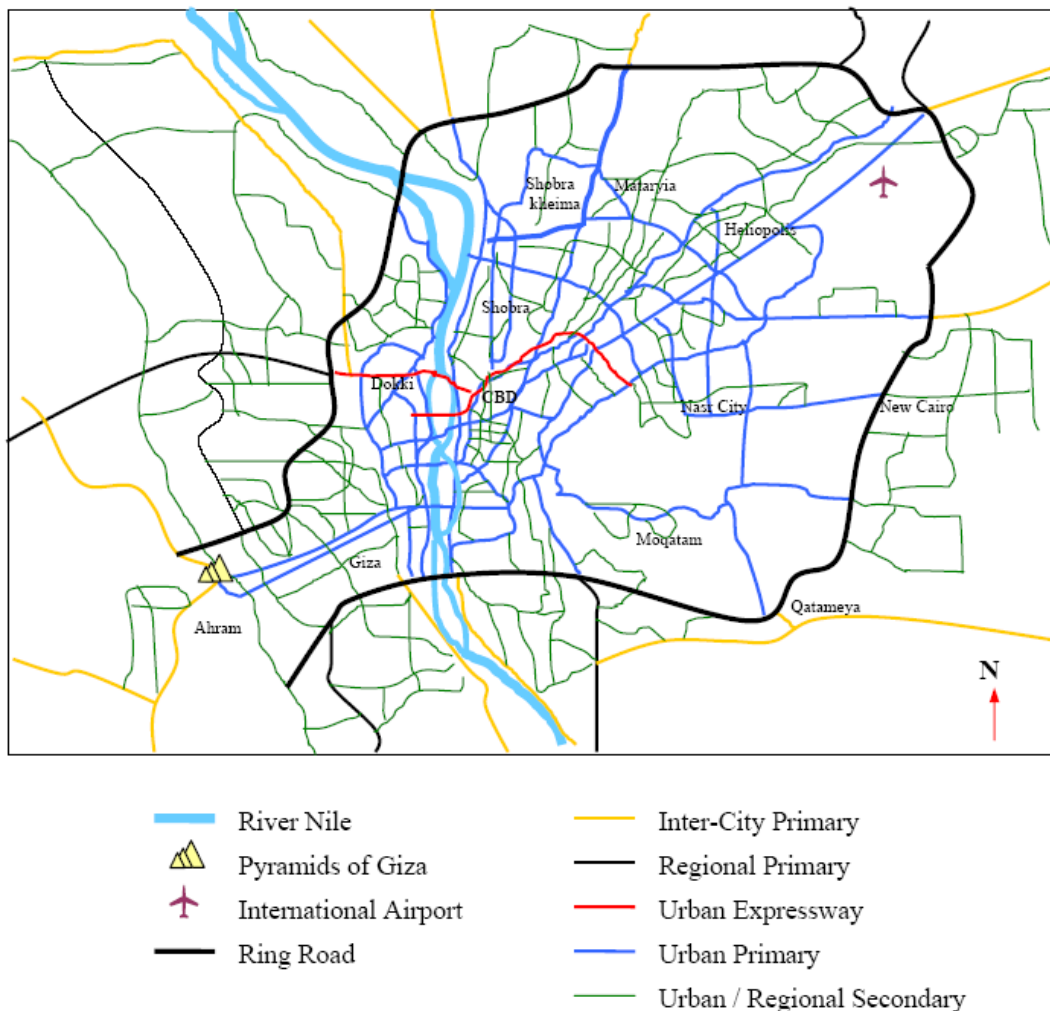 Shobra
kheima
Mataryia
Heliopolis
Shobra
Dokki
CBD
Nasr City
New Cairo
Moqatam
Giza
Qatameya
Ahram
N
River Nile
Pyramids of Giza
International Airport
Ring Road
Inter-City Primary
Regional Primary
Urban Expressway
Urban Primary
Urban / Regional Secondary